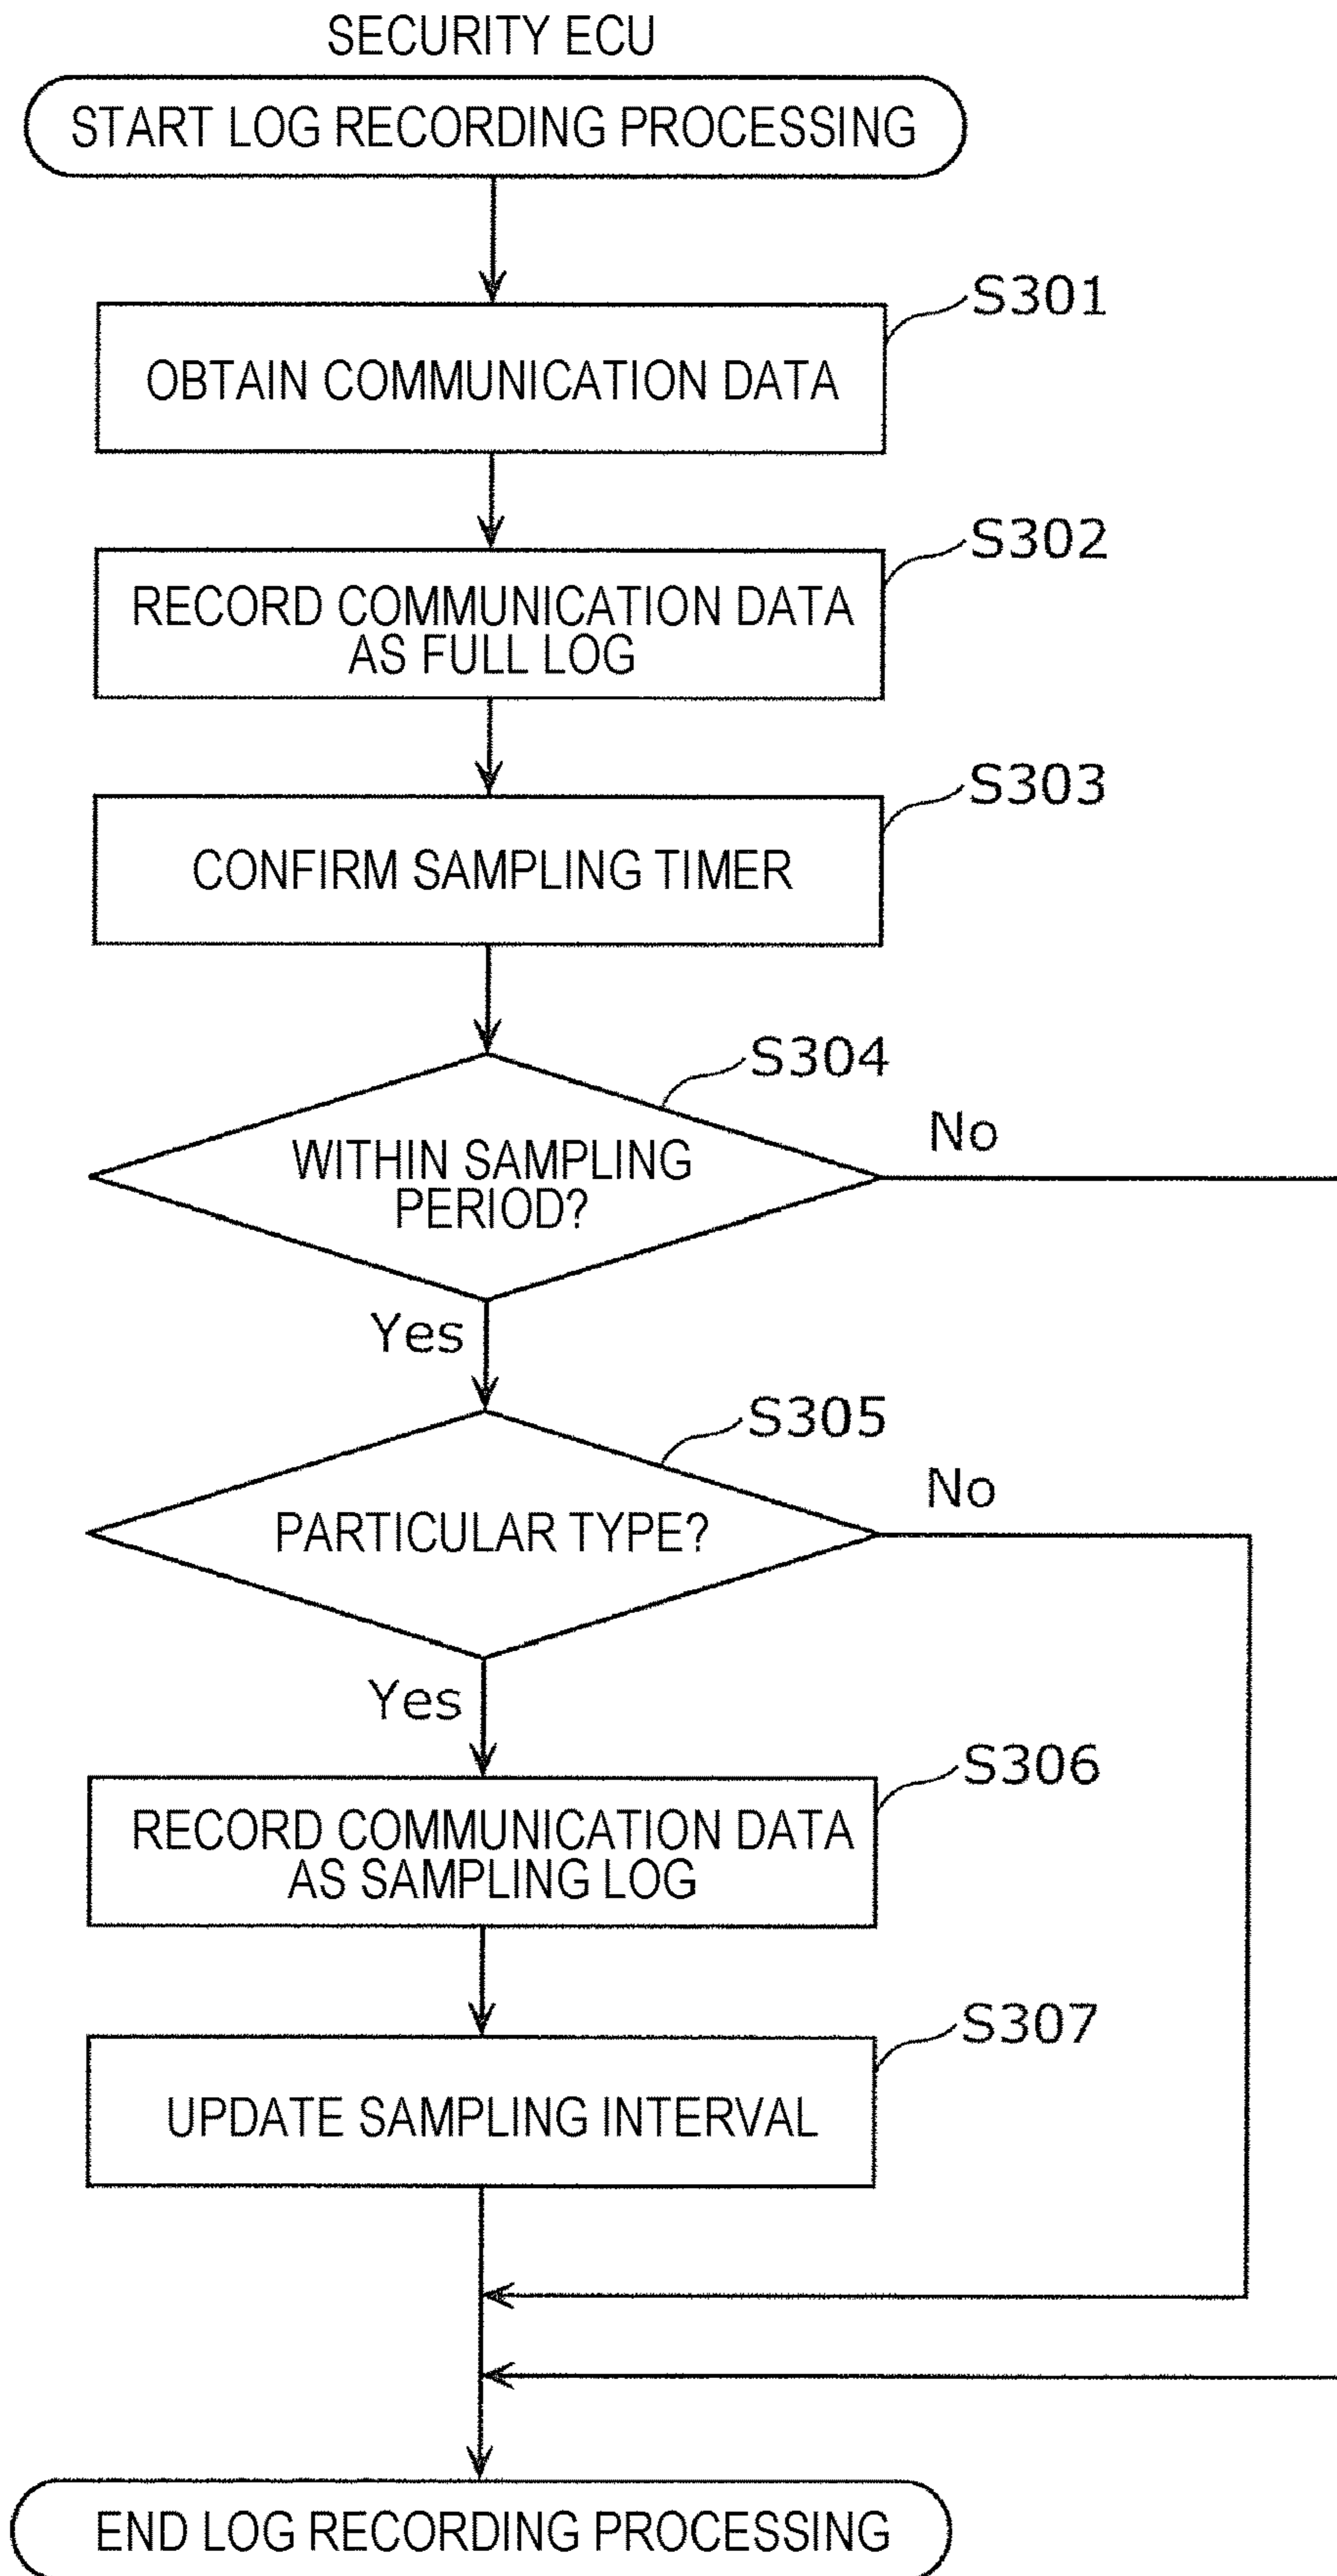 SECURITY ECU
START LOG RECORDING PROCESSING
S301
OBTAIN COMMUNICATION DATA
S302
RECORD COMMUNICATION DATA
AS FULL LOG
S303
CONFIRM SAMPLING TIMER
S304
No
WITHIN SAMPLING
PERIOD?
Yes
S305
No
PARTICULAR TYPE?
Yes
S306
RECORD COMMUNICATION DATA
AS SAMPLING LOG
S307
UPDATE SAMPLING INTERVAL
END LOG RECORDING PROCESSING